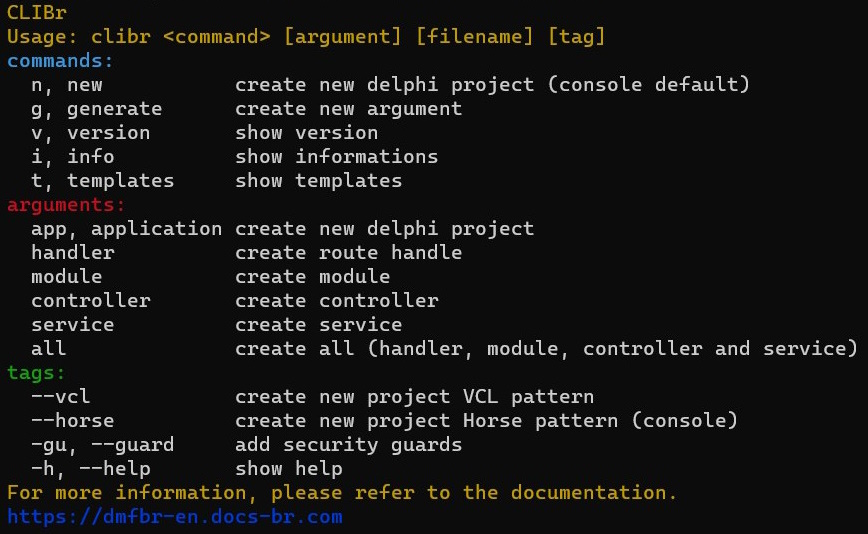 CLIBr
Usage: clibr <command> [argument] [filename] [tag]
commands:
  n, new           create new delphi project (console default)
  g, generate      create new argument
  v, version       show version
  i, info          show informations
  t, templates     show templates
arguments:
  app, application create new delphi project
  handler          create route handle
  module           create module
  controller       create controller
  service          create service
  all              create all (handler, module, controller and service)
tags:
  --vcl            create new project VCL pattern
  --horse          create new project Horse pattern (console)
  -gu, --guard     add security guards
  -h, --help       show help
For more information, please refer to the documentation.
https://dmfbr-en.docs-br.com